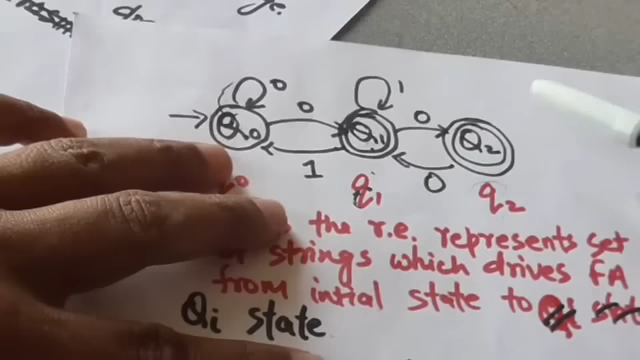 0 0 1 0
Q0 Q1 Q2
1 0
q1 q2
the r.e. represents set
strings which drives FA
from intial state to
Qi state